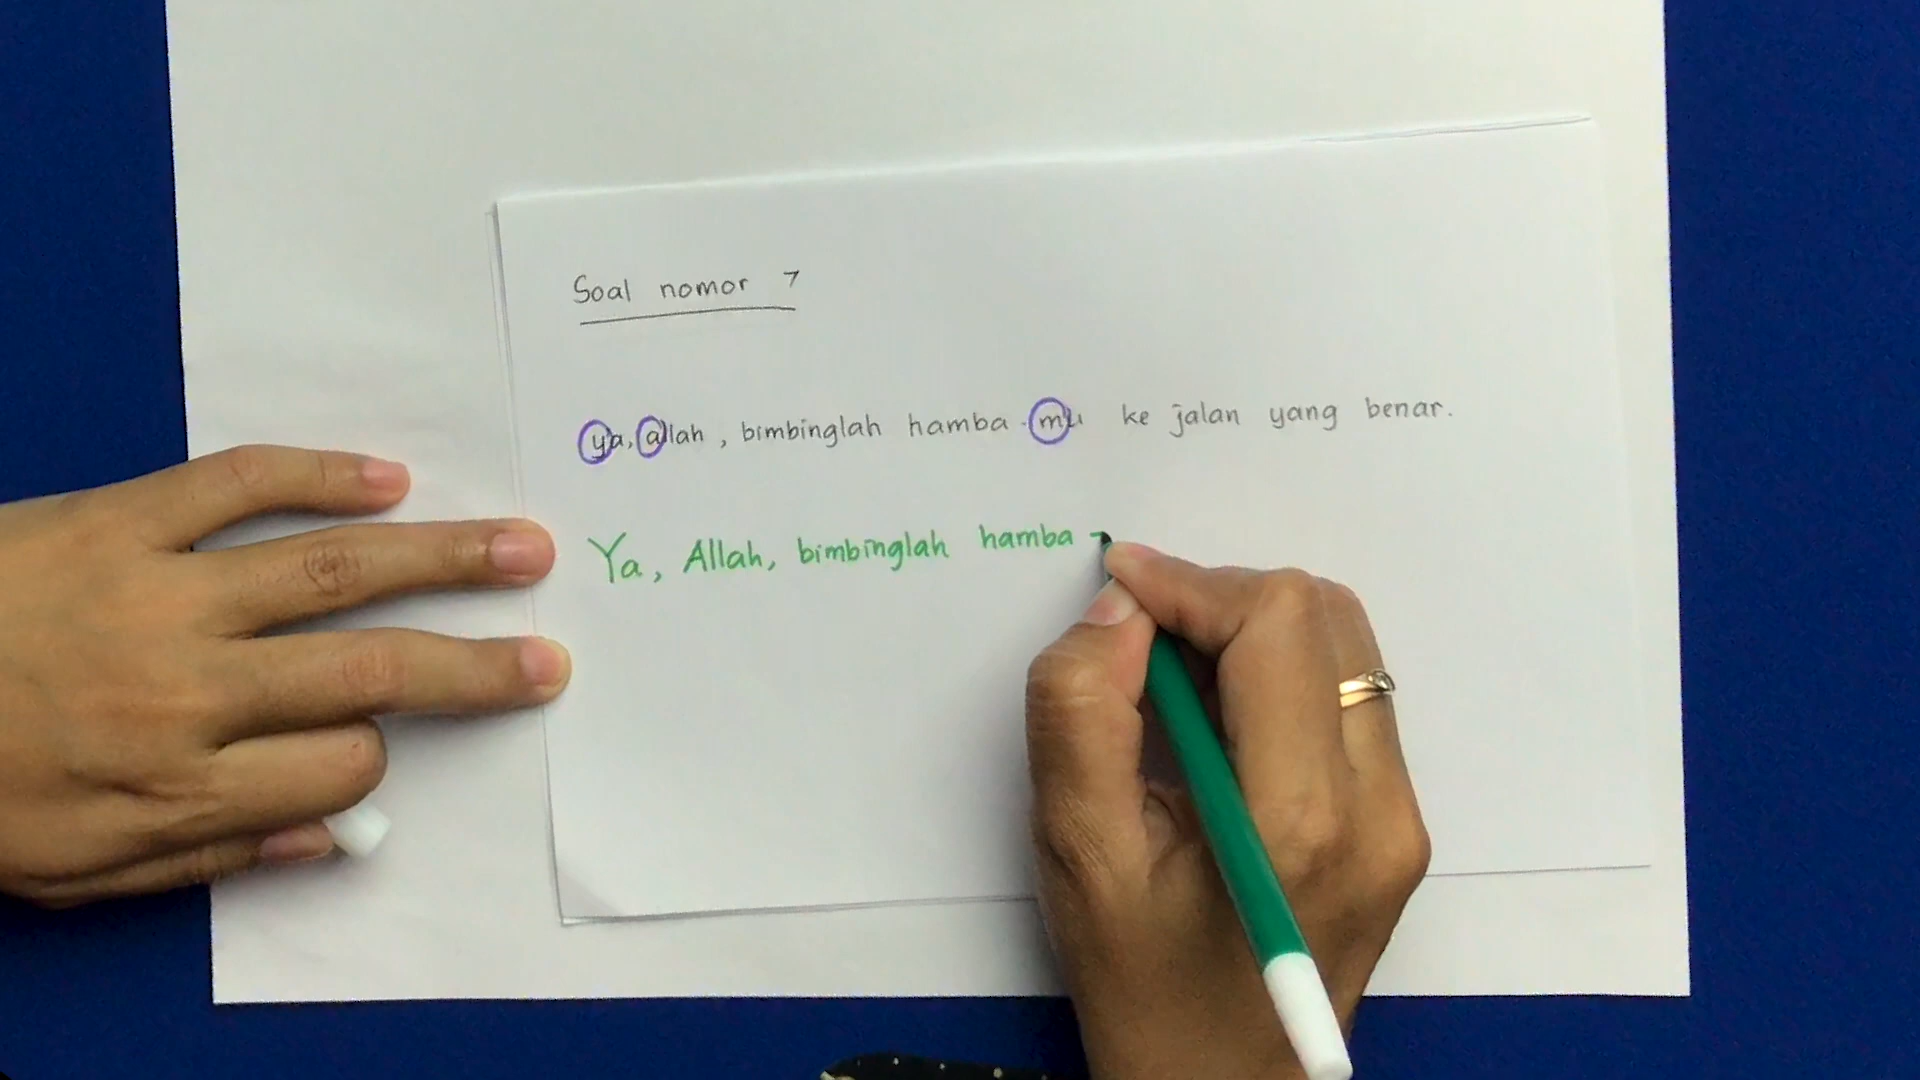 Soal nomor 7
ya, allah, bimbinglah hamba-mu ke jalan yang benar.
Ya, Allah, bimbinglah hamba -